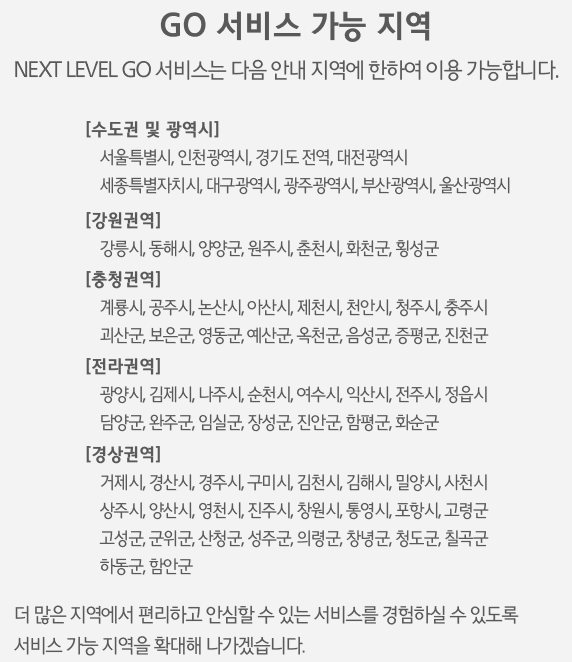 GO 서비스 가능 지역
NEXT LEVEL GO 서비스는 다음 안내 지역에 한하여 이용 가능합니다.
[수도권 및 광역시]
서울특별시, 인천광역시, 경기도 전역, 대전광역시
세종특별자치시, 대구광역시, 광주광역시, 부산광역시, 울산광역시
[강원권역]
강릉시, 동해시, 양양군, 원주시, 춘천시, 화천군, 횡성군
[충청권역]
계룡시, 공주시, 논산시, 아산시, 제천시, 천안시, 청주시, 충주시
괴산군, 보은군, 영동군, 예산군, 옥천군, 음성군, 증평군, 진천군
[전라권역]
광양시, 김제시, 나주시, 순천시, 여수시, 익산시, 전주시, 정읍시
담양군, 완주군, 임실군, 장성군, 진안군, 함평군, 화순군
[경상권역]
거제시, 경산시, 경주시, 구미시, 김천시, 김해시, 밀양시, 사천시
상주시, 양산시, 영천시, 진주시, 창원시, 통영시, 포항시, 고령군
고성군, 군위군, 산청군, 성주군, 의령군, 창녕군, 청도군, 칠곡군
하동군, 함안군
더 많은 지역에서 편리하고 안심할 수 있는 서비스를 경험하실 수 있도록
서비스 가능 지역을 확대해 나가겠습니다.